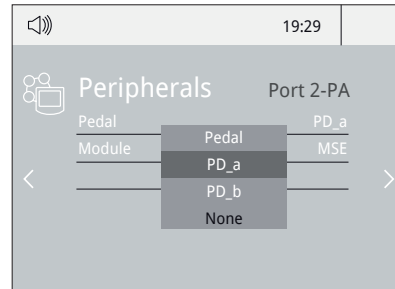 19:29
Peripherals Port 2-PA
Pedal PD_a
Module MSE
Pedal
PD_a
PD_b
None